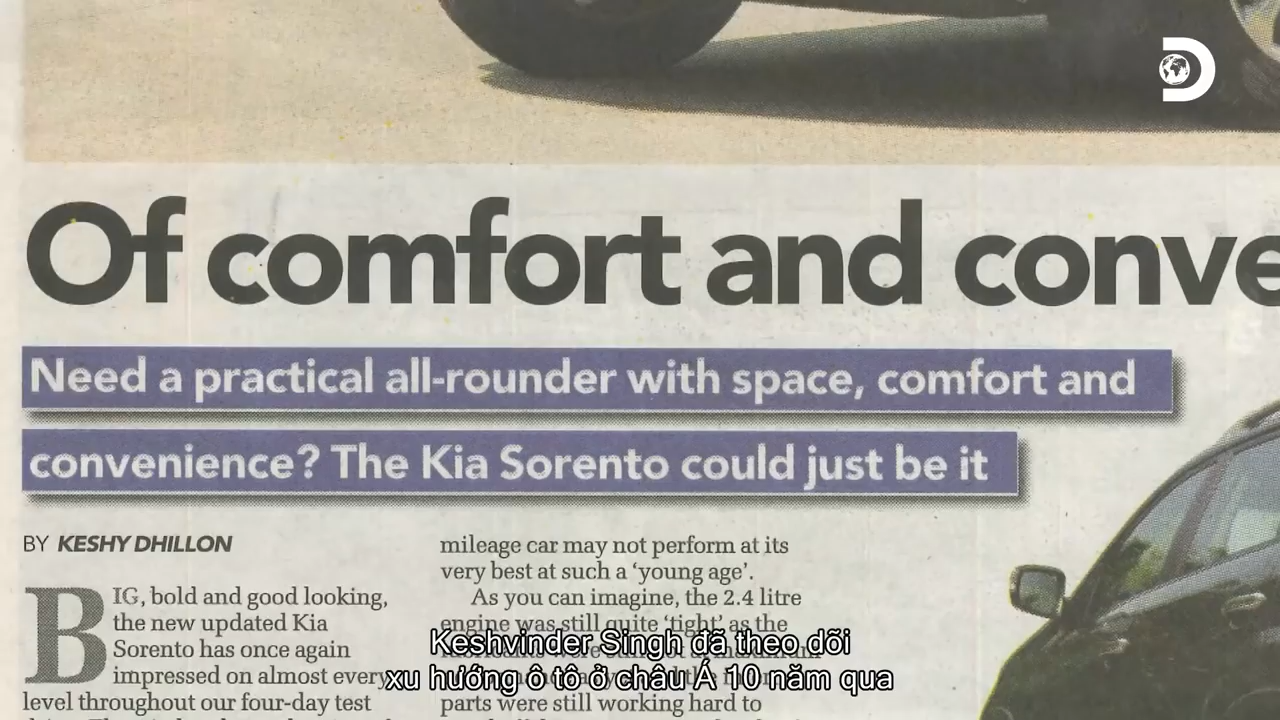 Of comfort and conve
Need a practical all-rounder with space, comfort and
convenience? The Kia Sorento could just be it
BY KESHY DHILLON
BIG, bold and good looking,
the new updated Kia
Sorento has once again
impressed on almost every
level throughout our four-day test
mileage car may not perform at its
very best at such a ‘young age’.
As you can imagine, the 2.4 litre
engine was still quite ‘tight’ as the
parts were still working hard to
Keshvinder Singh đã theo dõi
xu hướng ô tô ở châu Á 10 năm qua